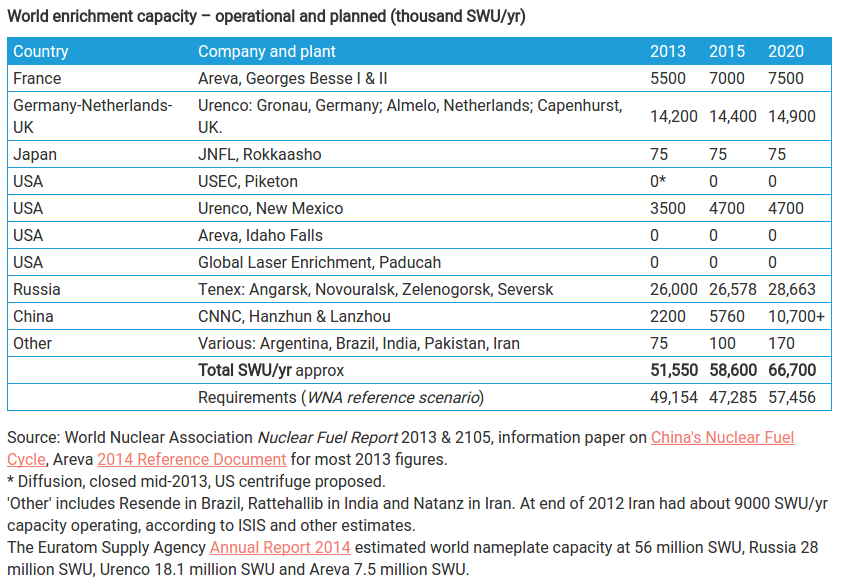 World enrichment capacity – operational and planned (thousand SWU/yr)
Country Company and plant 2013 2015 2020
France Areva, Georges Besse I & II 5500 7000 7500
Germany-Netherlands-
UK Urenco: Gronau, Germany; Almelo, Netherlands; Capenhurst,
UK. 14,200 14,400 14,900
Japan JNFL, Rokkaasho 75 75 75
USA USEC, Piketon 0* 0 0
USA Urenco, New Mexico 3500 4700 4700
USA Areva, Idaho Falls 0 0 0
USA Global Laser Enrichment, Paducah 0 0 0
Russia Tenex: Angarsk, Novouralsk, Zelenogorsk, Seversk 26,000 26,578 28,663
China CNNC, Hanzhun & Lanzhou 2200 5760 10,700+
Other Various: Argentina, Brazil, India, Pakistan, Iran 75 100 170
Total SWU/yr approx 51,550 58,600 66,700
Requirements (WNA reference scenario) 49,154 47,285 57,456
Source: World Nuclear Association Nuclear Fuel Report 2013 & 2105, information paper on China's Nuclear Fuel
Cycle, Areva 2014 Reference Document for most 2013 figures.
* Diffusion, closed mid-2013, US centrifuge proposed.
'Other' includes Resende in Brazil, Rattehallib in India and Natanz in Iran. At end of 2012 Iran had about 9000 SWU/yr
capacity operating, according to ISIS and other estimates.
The Euratom Supply Agency Annual Report 2014 estimated world nameplate capacity at 56 million SWU, Russia 28
million SWU, Urenco 18.1 million SWU and Areva 7.5 million SWU.